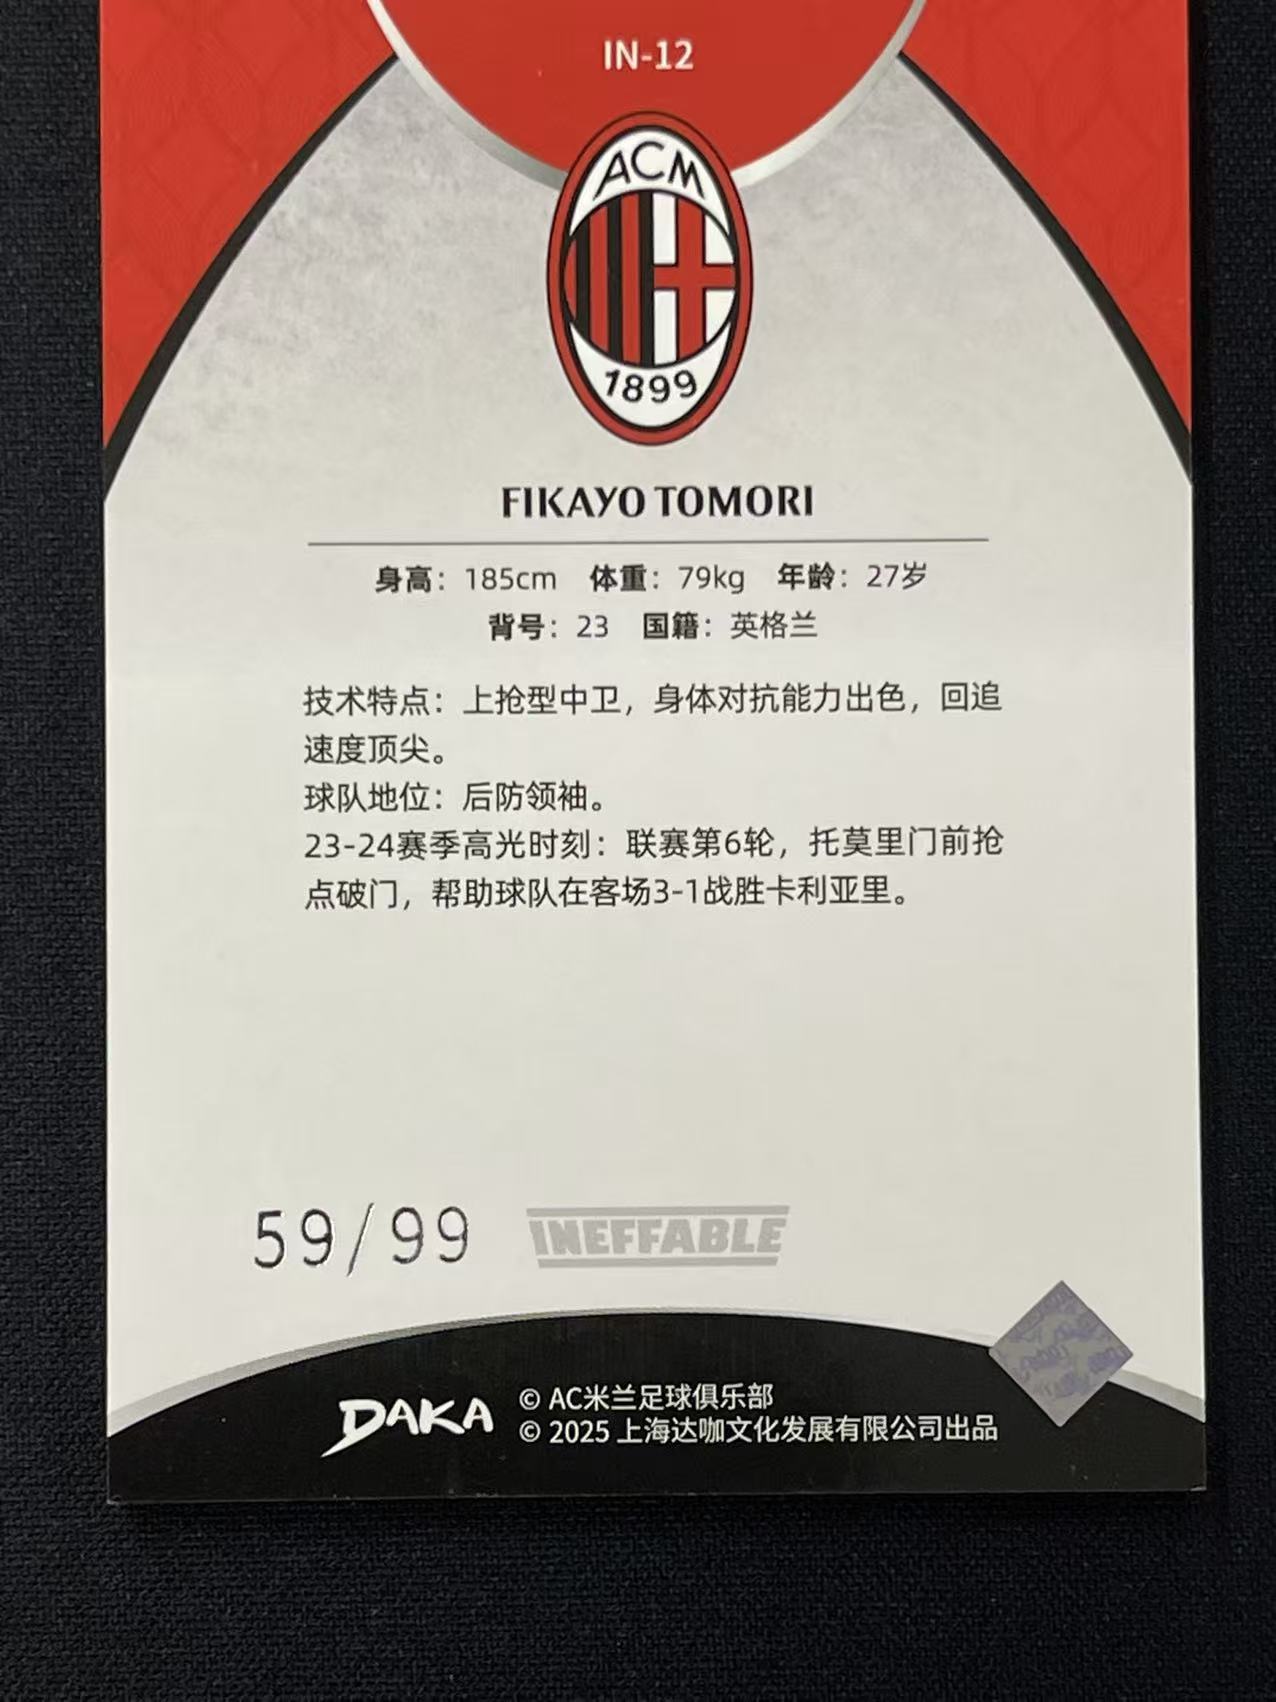 IN-12
ACM
1899
FIKAYO TOMORI
身高：185cm 体重：79kg 年龄：27岁
背号：23 国籍：英格兰
技术特点：上抢型中卫，身体对抗能力出色，回追
速度顶尖。
球队地位：后防领袖。
23-24赛季高光时刻：联赛第6轮，托莫里门前抢
点破门，帮助球队在客场3-1战胜卡利亚里。
59/99
INEFFABLE
DAKA
© AC米兰足球俱乐部
© 2025 上海达咖文化发展有限公司出品